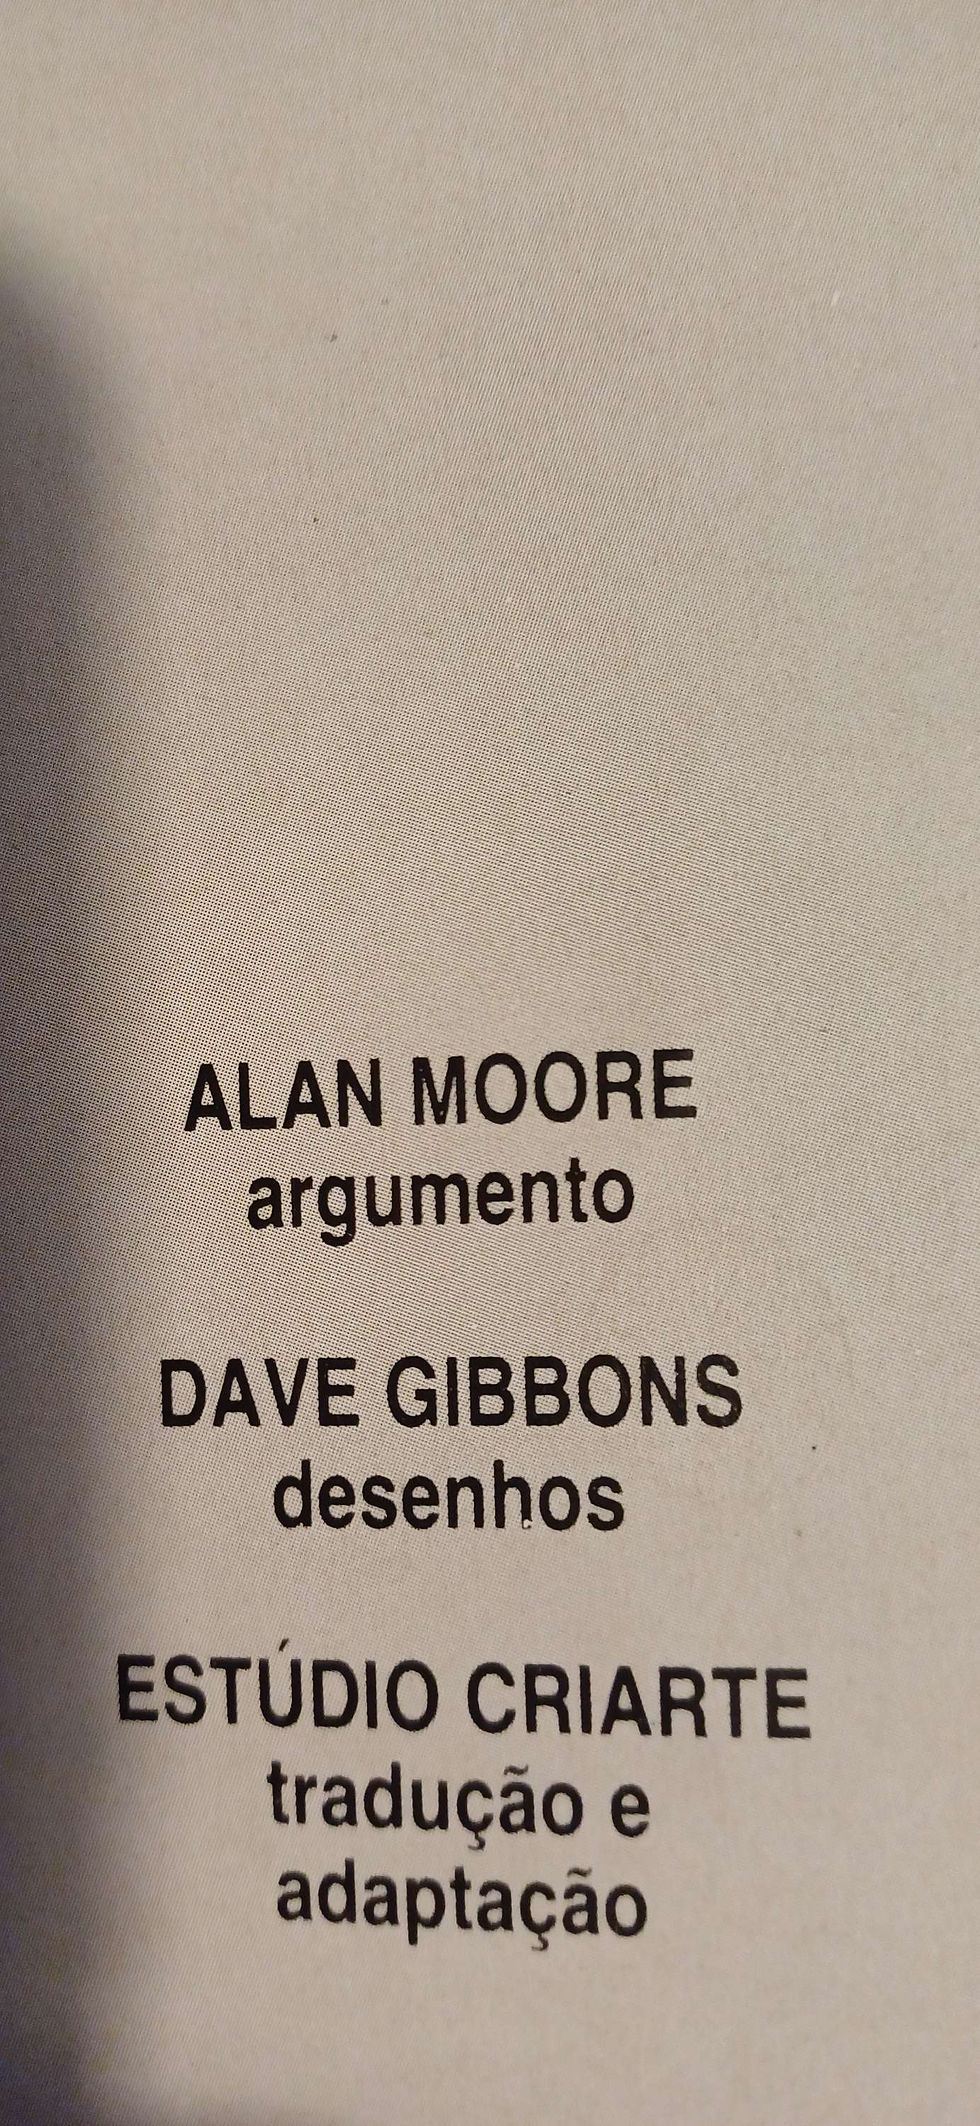 ALAN MOORE
argumento
DAVE GIBBONS
desenhos
ESTÚDIO CRIARTE
tradução e
adaptação